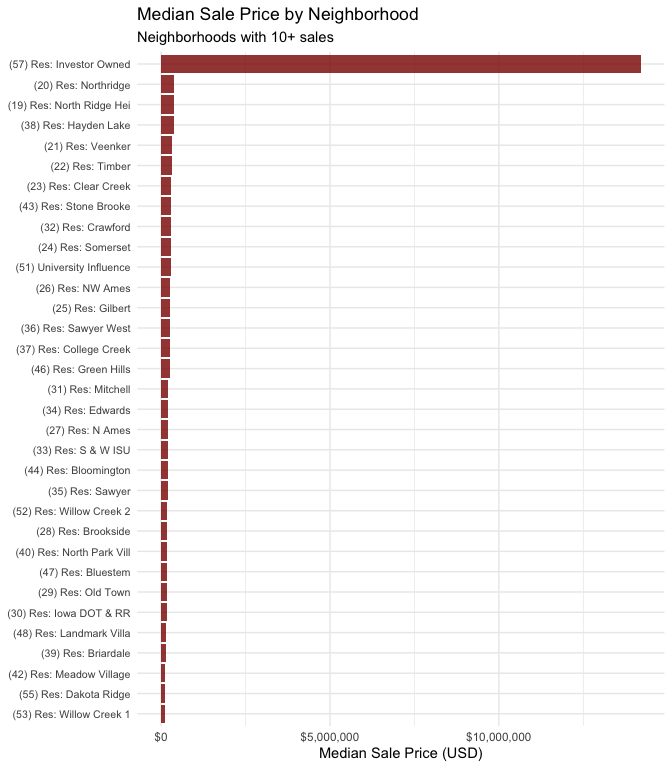 Median Sale Price by Neighborhood
Neighborhoods with 10+ sales
(57) Res: Investor Owned
(20) Res: Northridge
(19) Res: North Ridge Hei
(38) Res: Hayden Lake
(21) Res: Veenker
(22) Res: Timber
(23) Res: Clear Creek
(43) Res: Stone Brooke
(32) Res: Crawford
(24) Res: Somerset
(51) University Influence
(26) Res: NW Ames
(25) Res: Gilbert
(36) Res: Sawyer West
(37) Res: College Creek
(46) Res: Green Hills
(31) Res: Mitchell
(34) Res: Edwards
(27) Res: N Ames
(33) Res: S & W ISU
(44) Res: Bloomington
(35) Res: Sawyer
(52) Res: Willow Creek 2
(28) Res: Brookside
(40) Res: North Park Vill
(47) Res: Bluestem
(29) Res: Old Town
(30) Res: Iowa DOT & RR
(48) Res: Landmark Villa
(39) Res: Briardale
(42) Res: Meadow Village
(55) Res: Dakota Ridge
(53) Res: Willow Creek 1
$0 $5,000,000 $10,000,000
Median Sale Price (USD)